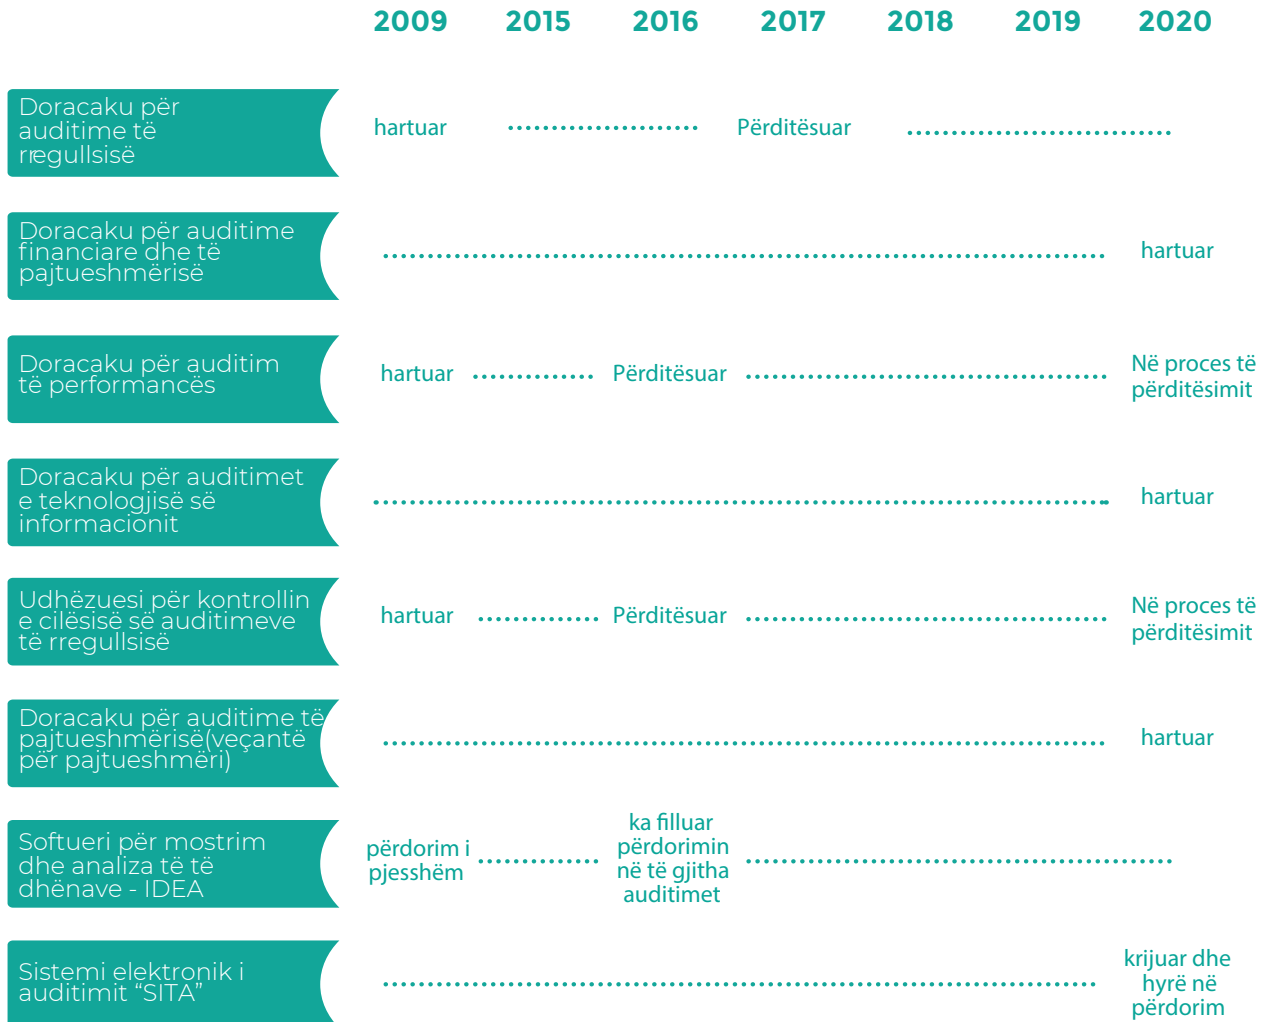 2009 2015 2016 2017 2018 2019 2020
Doracaku për
auditime të
rregullsisë
hartuar
Përditësuar
Doracaku për auditime
financiare dhe të
pajtueshmërisë
hartuar
Doracaku për auditim
të performancës
hartuar
Përditësuar
Në proces të
përditësimit
Doracaku për auditimet
e teknologjisë së
informacionit
hartuar
Udhëzuesi për kontrollin
e cilësisë së auditimeve
të rregullsisë
hartuar
Përditësuar
Në proces të
përditësimit
Doracaku për auditime të
pajtueshmërisë(veçantë
për pajtueshmëri)
hartuar
Softueri për mostrim
dhe analiza të të
dhënave - IDEA
përdorim i
pjesshëm
ka filluar
përdorimin
në të gjitha
auditimet
Sistemi elektronik i
auditimit “SITA”
krijuar dhe
hyrë në
përdorim